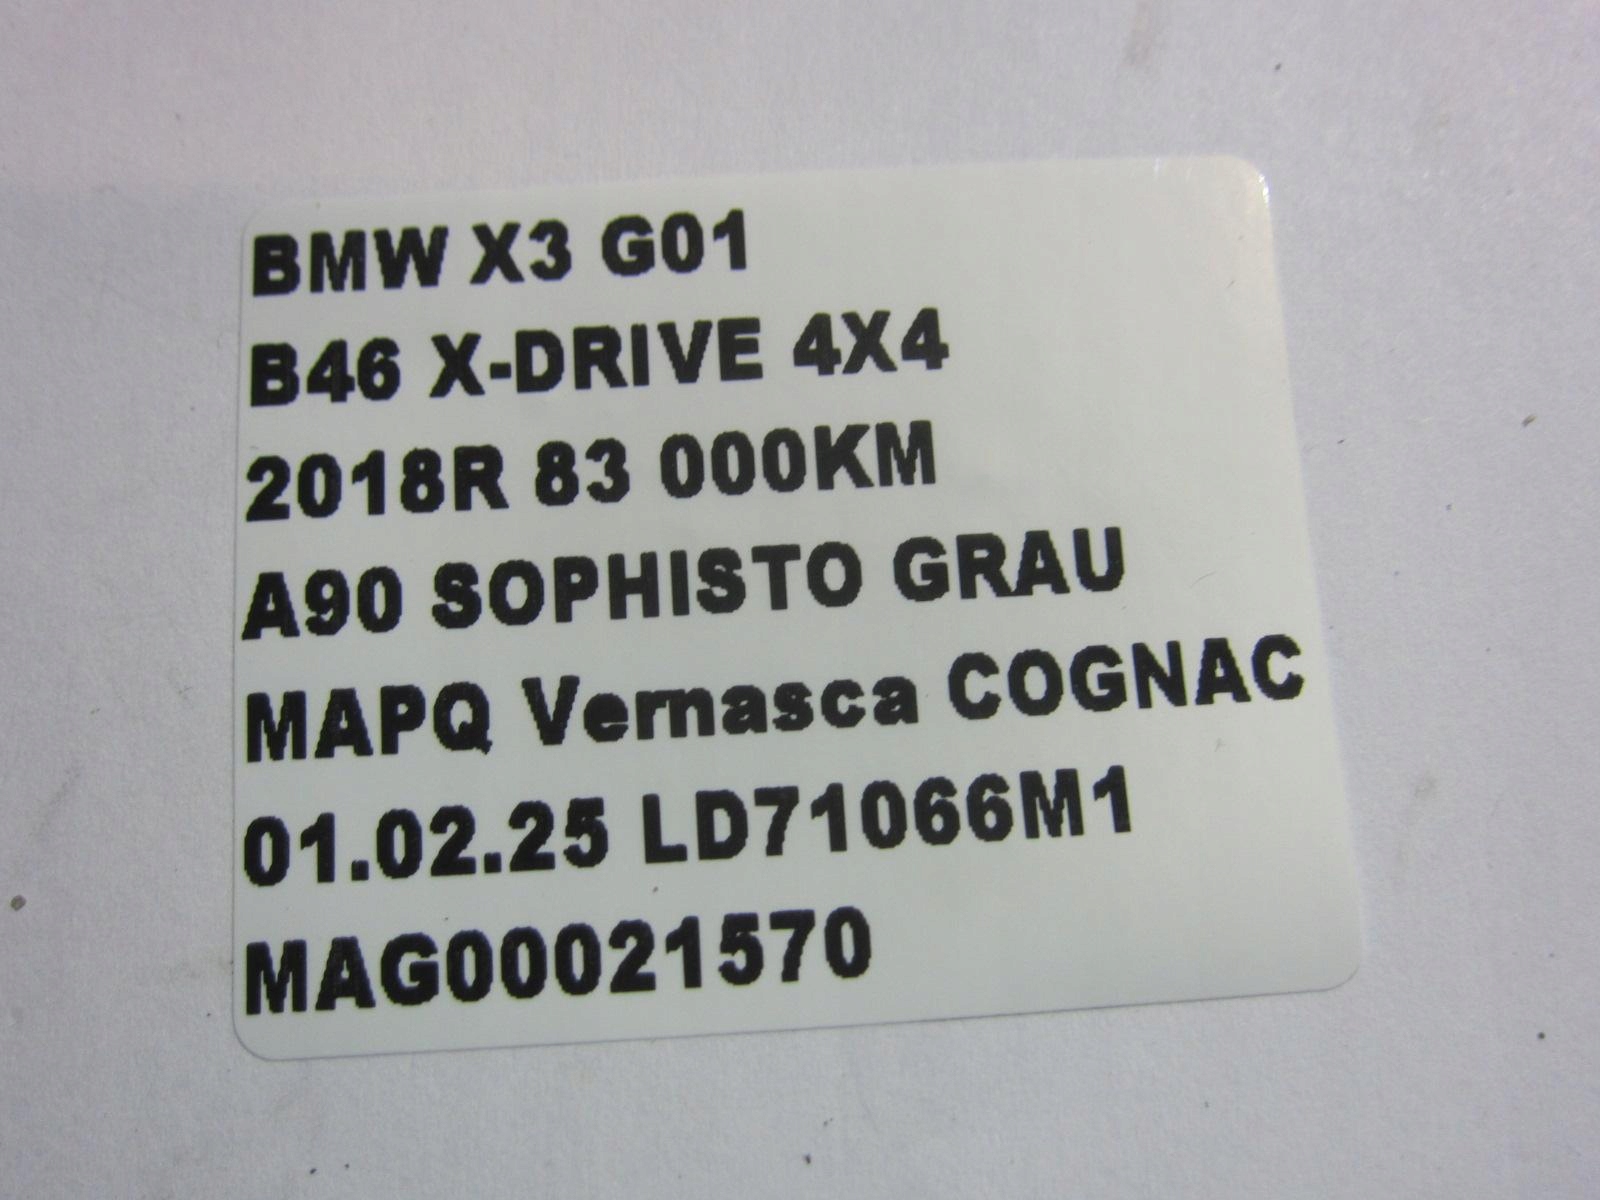 BMW X3 G01
B46 X-DRIVE 4X4
2018R 83 000KM
A90 SOPHISTO GRAU
MAPQ Vernasca COGNAC
01.02.25 LD71066M1
MAG00021570